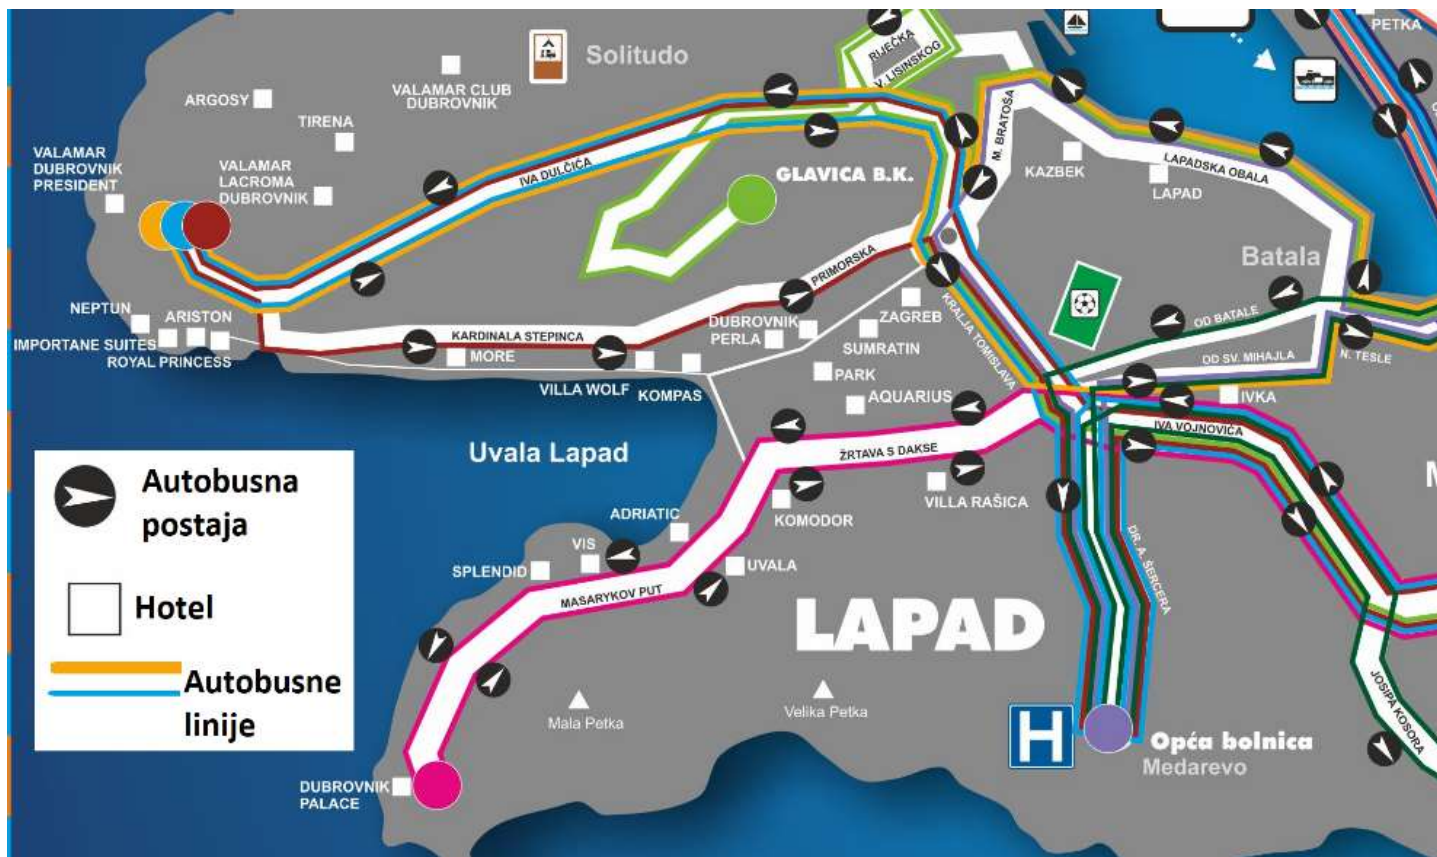 PETKA
RIJEČKA
V. LISINSKOG
Solitudo
VALAMAR CLUB
DUBROVNIK
ARGOSY
TIRENA
VALAMAR
DUBROVNIK
PRESIDENT
VALAMAR
LACROMA
DUBROVNIK
IVA DULČIĆA
GLAVICA B.K.
M. BRATOŠA
KAZBEK
LAPAD
LAPADSKA OBALA
Batala
NEPTUN
ARISTON
IMPORTANE SUITES
ROYAL PRINCESS
KARDINALA STEPINCA
PRIMORSKA
MORE
VILLA WOLF
KOMPAS
DUBROVNIK
PERLA
ZAGREB
SUMRATIN
PARK
AQUARIUS
KRALJA TOMISLAVA
OD BATALE
OD SV. MIHAJLA
N. TESLE
IVKA
IVA VOJNOVIĆA
ŽRTAVA S DAKSE
Uvala Lapad
KOMODOR
VILLA RAŠICA
ADRIATIC
VIS
SPLENDID
UVALA
MASARYKOV PUT
LAPAD
DR. A. ŠERCERA
M
JOSIPA KOSORA
Mala Petka
Velika Petka
H
Opća bolnica
Medarevo
DUBROVNIK
PALACE
Autobusna
postaja
Hotel
Autobusne
linije